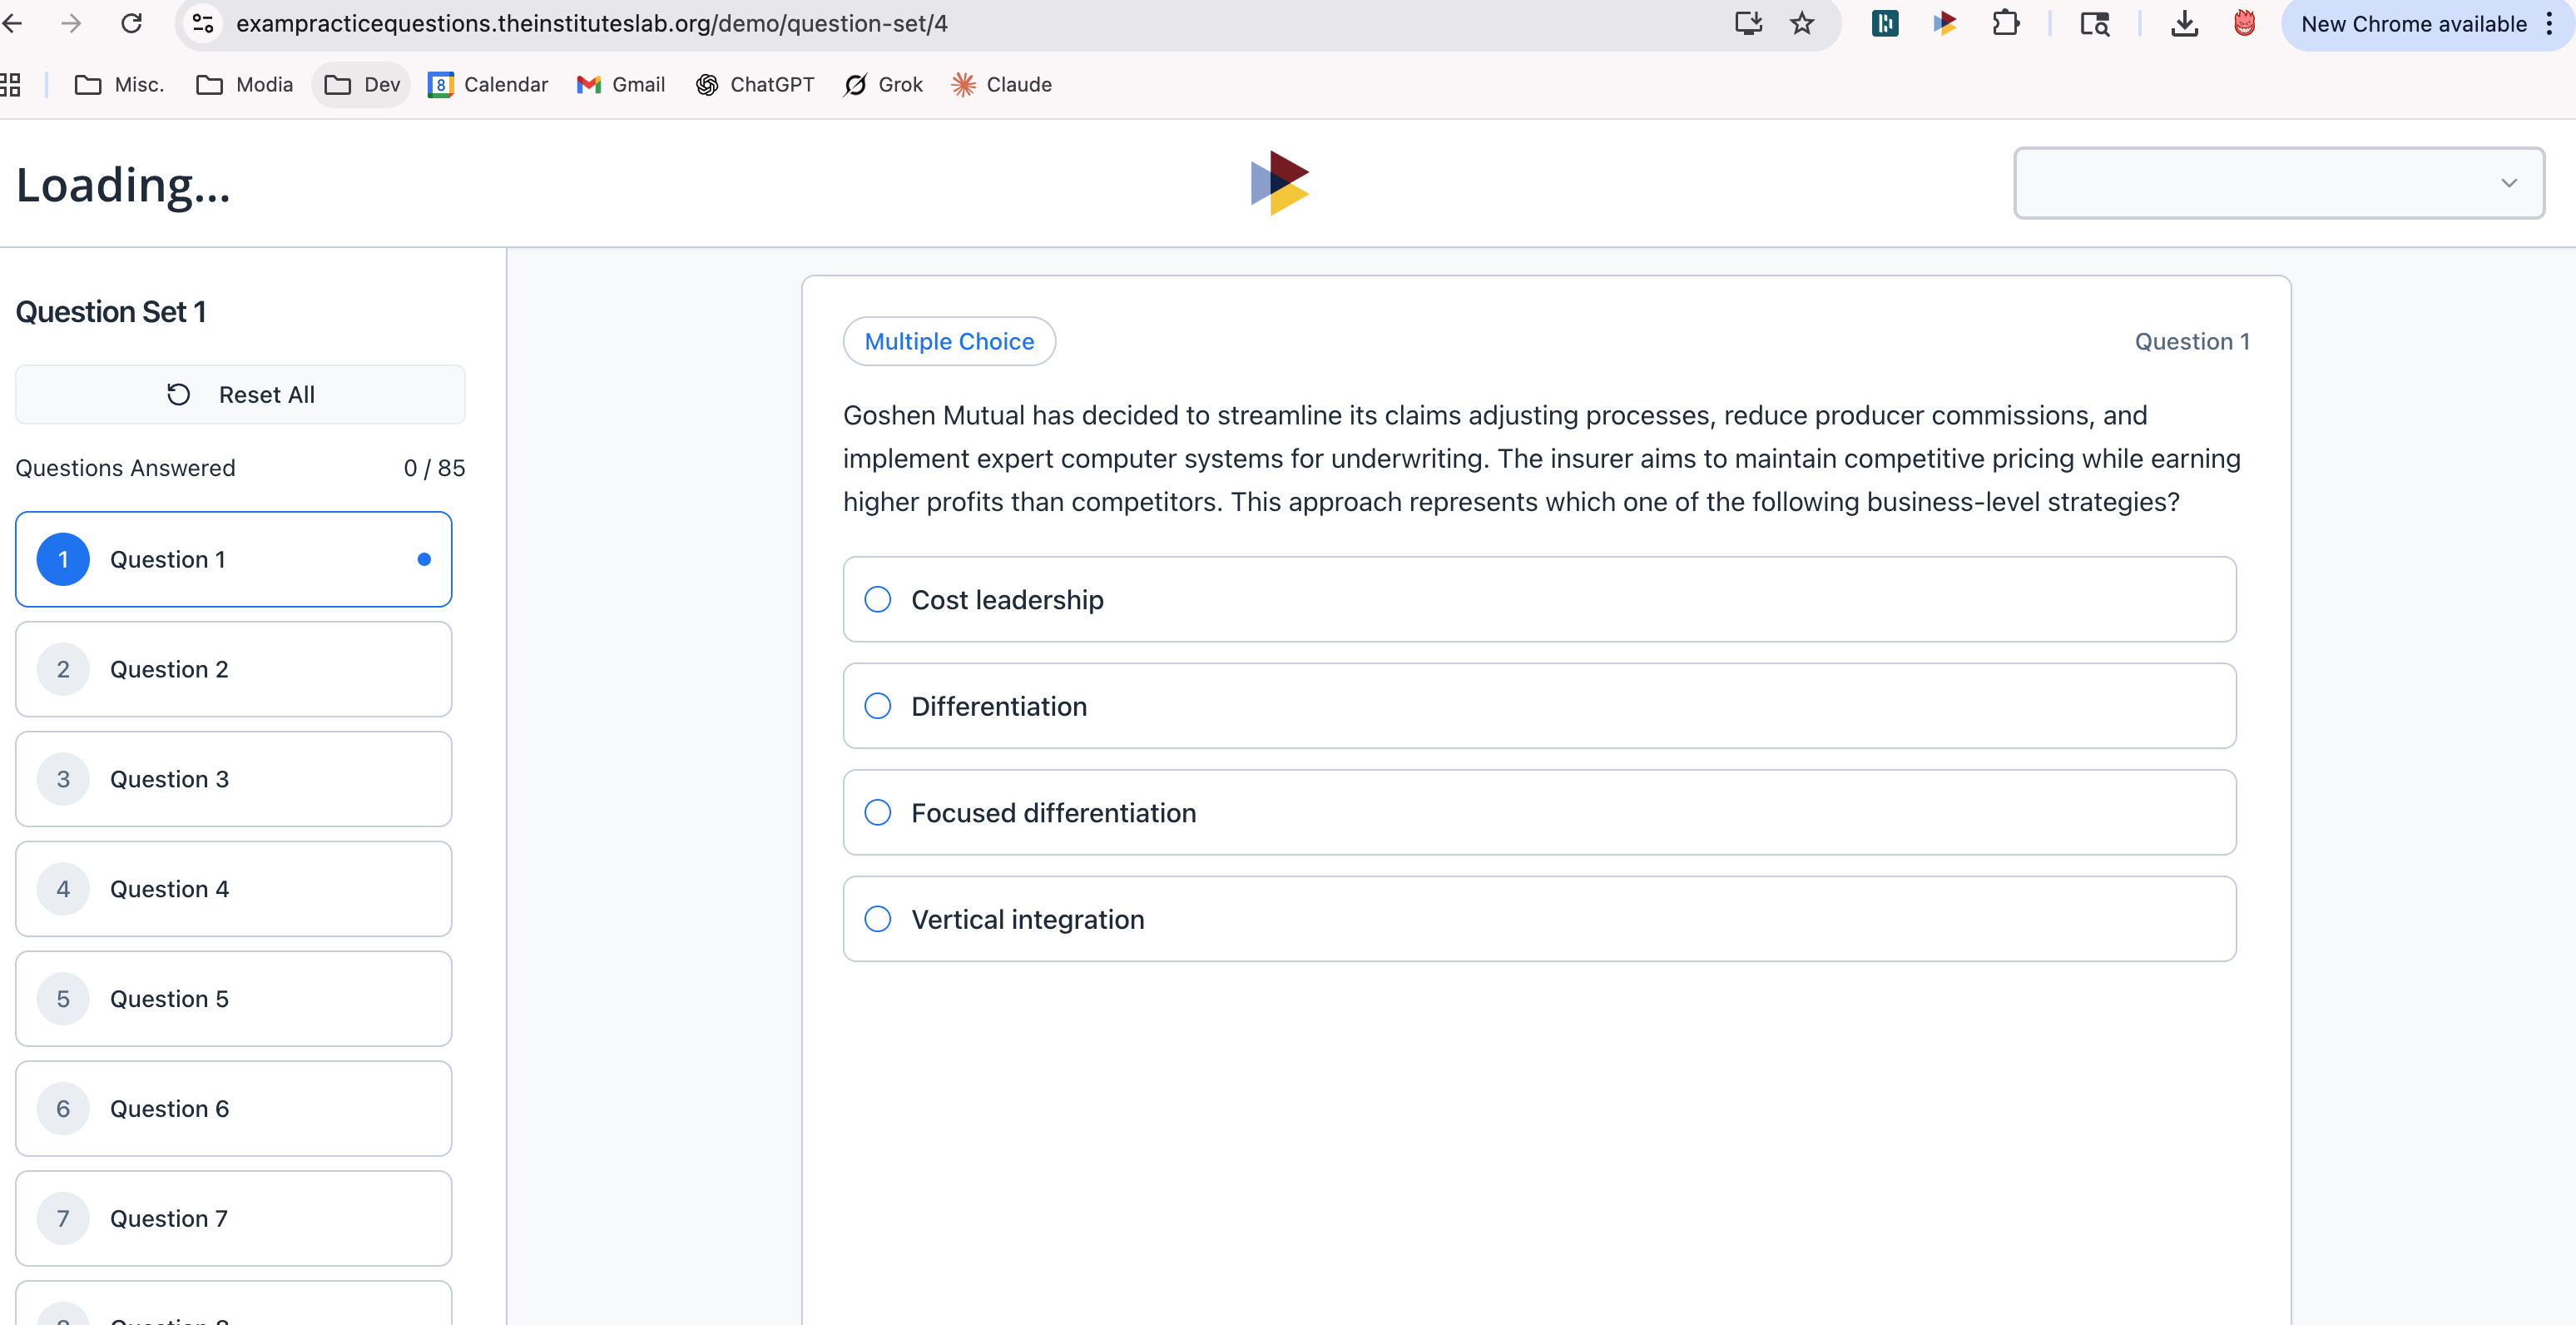 exampracticequestions.theinstituteslab.org/demo/question-set/4
New Chrome available
Misc.
Modia
Dev
8
Calendar
Gmail
ChatGPT
Grok
Claude
Loading...
Question Set 1
Reset All
Questions Answered
0 / 85
1
Question 1
2
Question 2
3
Question 3
4
Question 4
5
Question 5
6
Question 6
7
Question 7
Multiple Choice
Question 1
Goshen Mutual has decided to streamline its claims adjusting processes, reduce producer commissions, and
implement expert computer systems for underwriting. The insurer aims to maintain competitive pricing while earning
higher profits than competitors. This approach represents which one of the following business-level strategies?
Cost leadership
Differentiation
Focused differentiation
Vertical integration